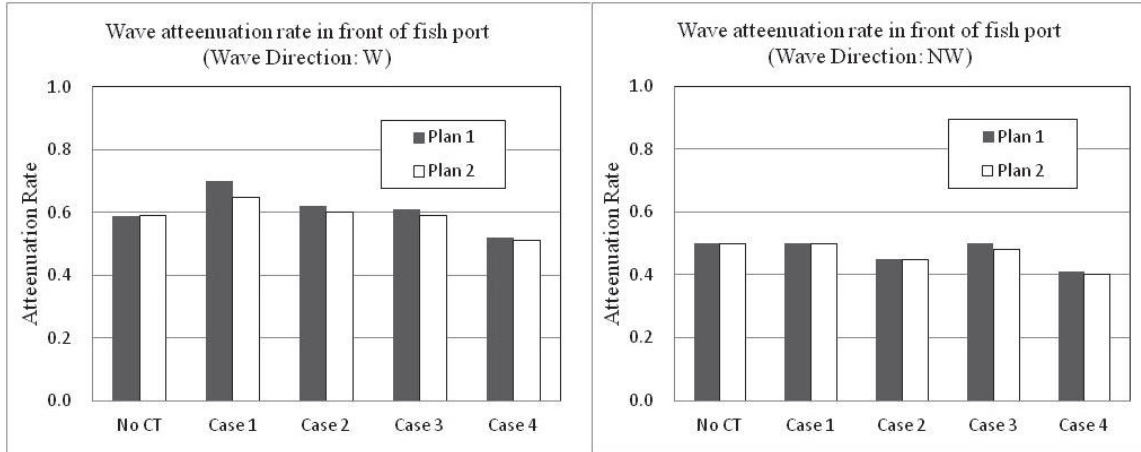 Wave atteenuation rate in front of fish port
(Wave Direction: W)
Atteenuation Rate
1.0
0.8
0.6
0.4
0.2
0.0
Plan 1
Plan 2
No CT Case 1 Case 2 Case 3 Case 4
Wave atteenuation rate in front of fish port
(Wave Direction: NW)
Atteenuation Rate
1.0
0.8
0.6
0.4
0.2
0.0
Plan 1
Plan 2
No CT Case 1 Case 2 Case 3 Case 4